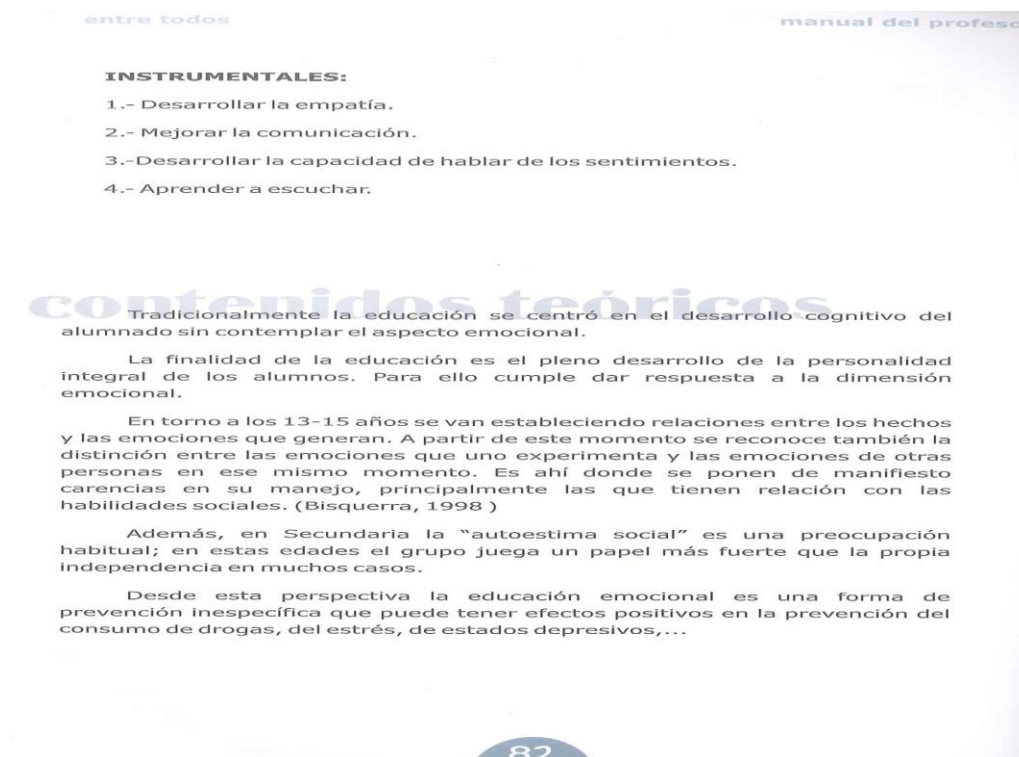 entre todos
manual del profeso
INSTRUMENTALES:
1.- Desarrollar la empatía.
2.- Mejorar la comunicación.
3.-Desarrollar la capacidad de hablar de los sentimientos.
4.- Aprender a escuchar.
contenidos teóricos
Tradicionalmente la educación se centró en el desarrollo cognitivo del
alumnado sin contemplar el aspecto emocional.
La finalidad de la educación es el pleno desarrollo de la personalidad
integral de los alumnos. Para ello cumple dar respuesta a la dimensión
emocional.
En torno a los 13-15 años se van estableciendo relaciones entre los hechos
y las emociones que generan. A partir de este momento se reconoce también la
distinción entre las emociones que uno experimenta y las emociones de otras
personas en ese mismo momento. Es ahí donde se ponen de manifiesto
carencias en su manejo, principalmente las que tienen relación con las
habilidades sociales. (Bisquerra, 1998 )
Además, en Secundaria la “autoestima social” es una preocupación
habitual; en estas edades el grupo juega un papel más fuerte que la propia
independencia en muchos casos.
Desde esta perspectiva la educación emocional es una forma de
prevención inespecífica que puede tener efectos positivos en la prevención del
consumo de drogas, del estrés, de estados depresivos,...
82